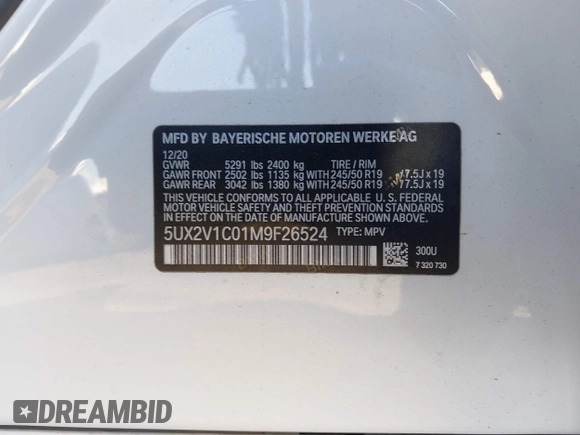 MFD BY BAYERISCHE MOTOREN WERKE AG
12/20
GVWR 5291 lbs 2400 kg TIRE / RIM
GAWR FRONT 2502 lbs 1135 kg WITH 245/50 R19 7.5J x 19
GAWR REAR 3042 lbs 1380 kg WITH 245/50 R19 7.5J x 19
THIS VEHICLE CONFORMS TO ALL APPLICABLE U. S. FEDERAL
MOTOR VEHICLE SAFETY, BUMPER, AND THEFT PREVENTION
STANDARDS IN EFFECT ON THE DATE OF MANUFACTURE SHOWN ABOVE.
5UX2V1C01M9F26524 TYPE: MPV
300U
7 320 730
DREAMBID